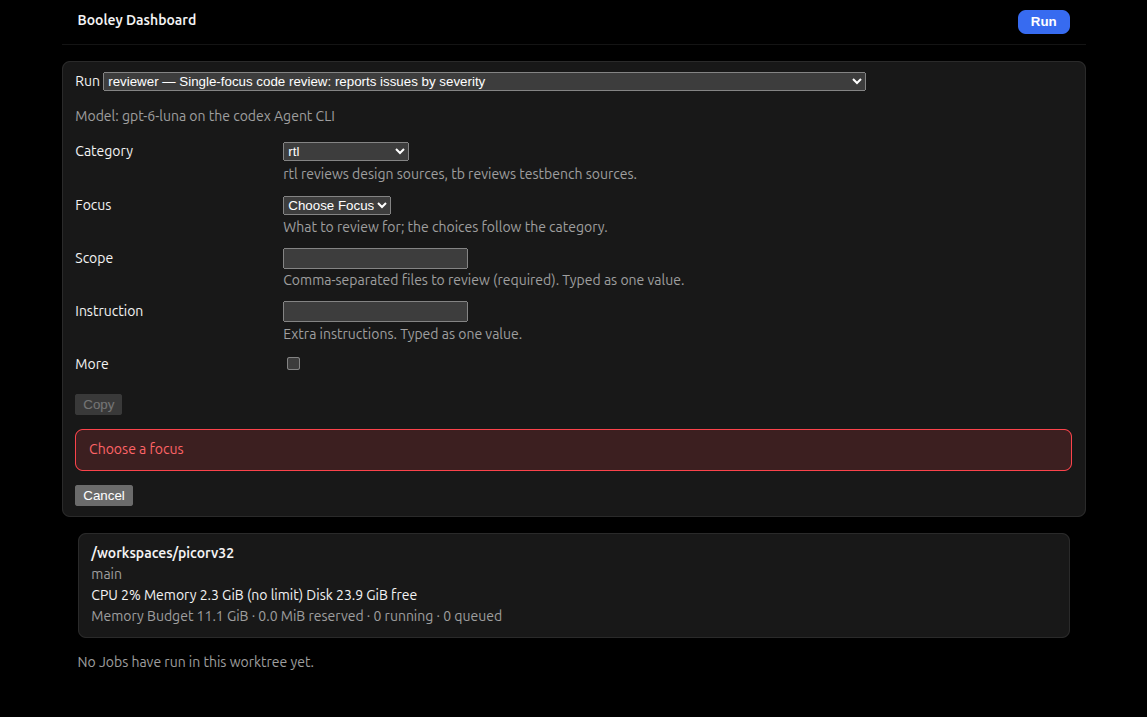 Booley Dashboard
Run
Run reviewer — Single-focus code review: reports issues by severity
Model: gpt-6-luna on the codex Agent CLI
Category rtl
rtl reviews design sources, tb reviews testbench sources.
Focus Choose Focus
What to review for; the choices follow the category.
Scope
Comma-separated files to review (required). Typed as one value.
Instruction
Extra instructions. Typed as one value.
More
Copy
Choose a focus
Cancel
/workspaces/picorv32
main
CPU 2% Memory 2.3 GiB (no limit) Disk 23.9 GiB free
Memory Budget 11.1 GiB · 0.0 MiB reserved · 0 running · 0 queued
No Jobs have run in this worktree yet.